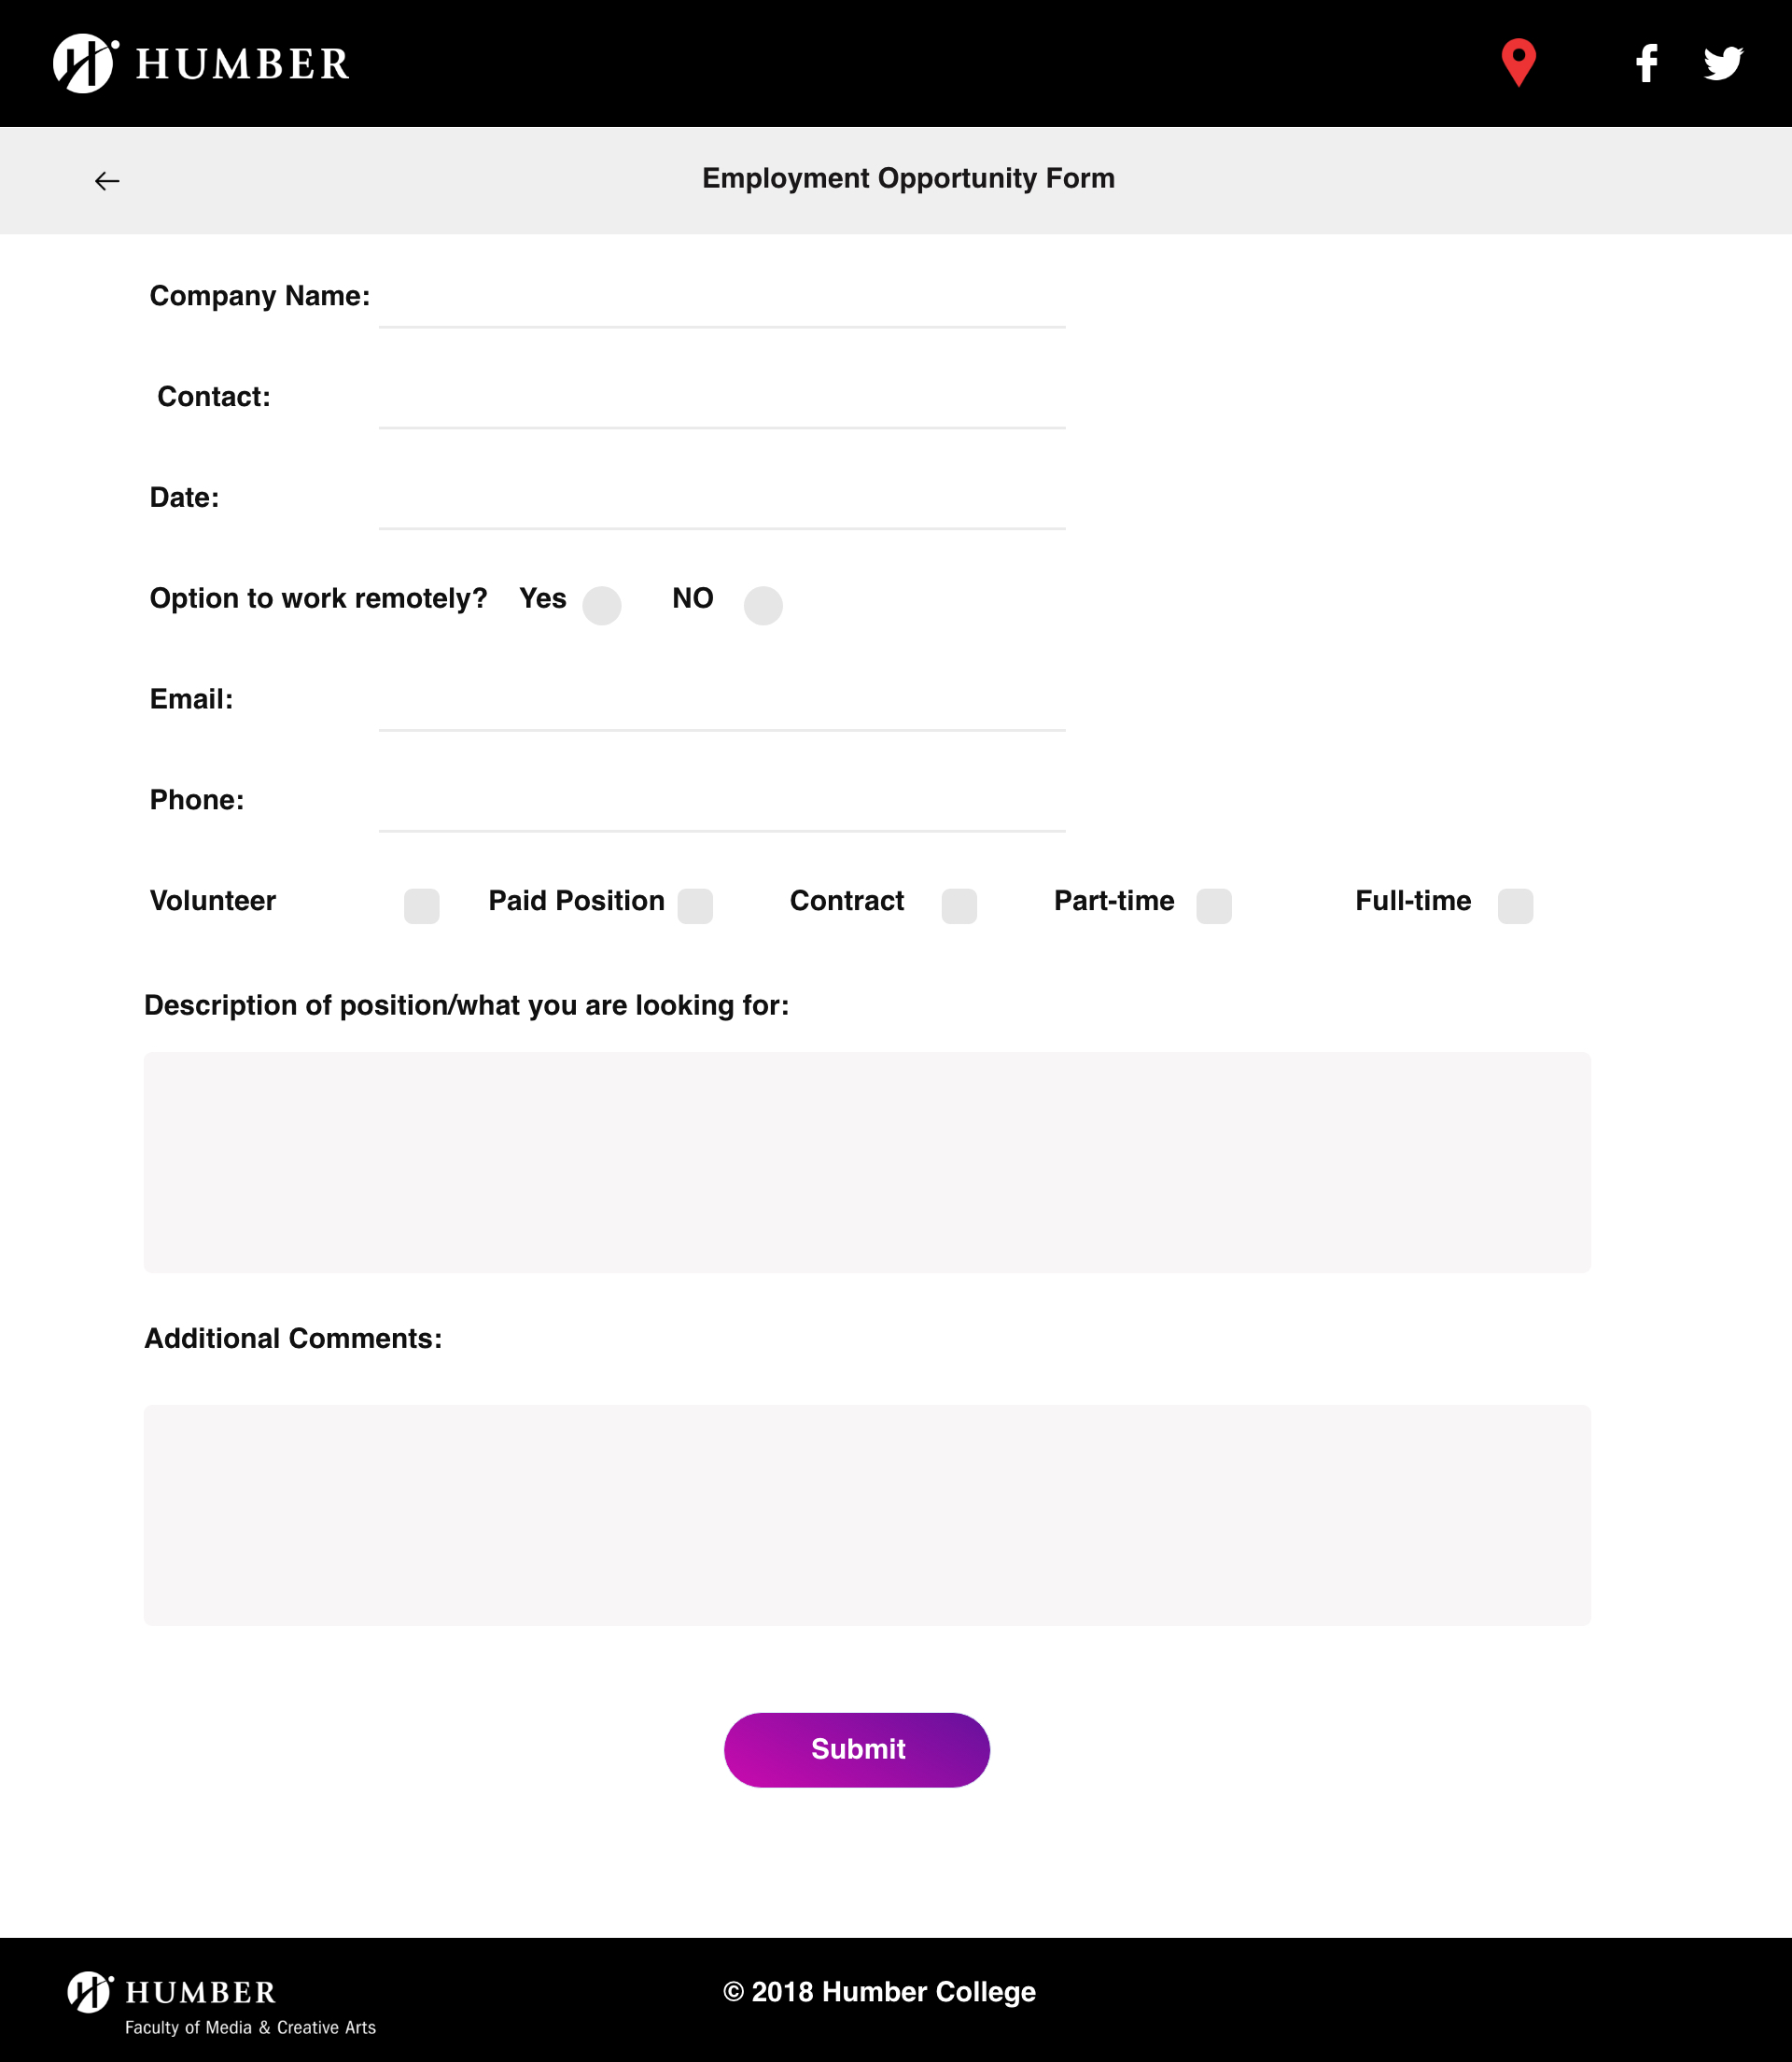 HUMBER
Employment Opportunity Form
Company Name:
Contact:
Date:
Option to work remotely? Yes NO
Email:
Phone:
Volunteer Paid Position Contract Part-time Full-time
Description of position/what you are looking for:
Additional Comments:
Submit
HUMBER
Faculty of Media & Creative Arts
© 2018 Humber College